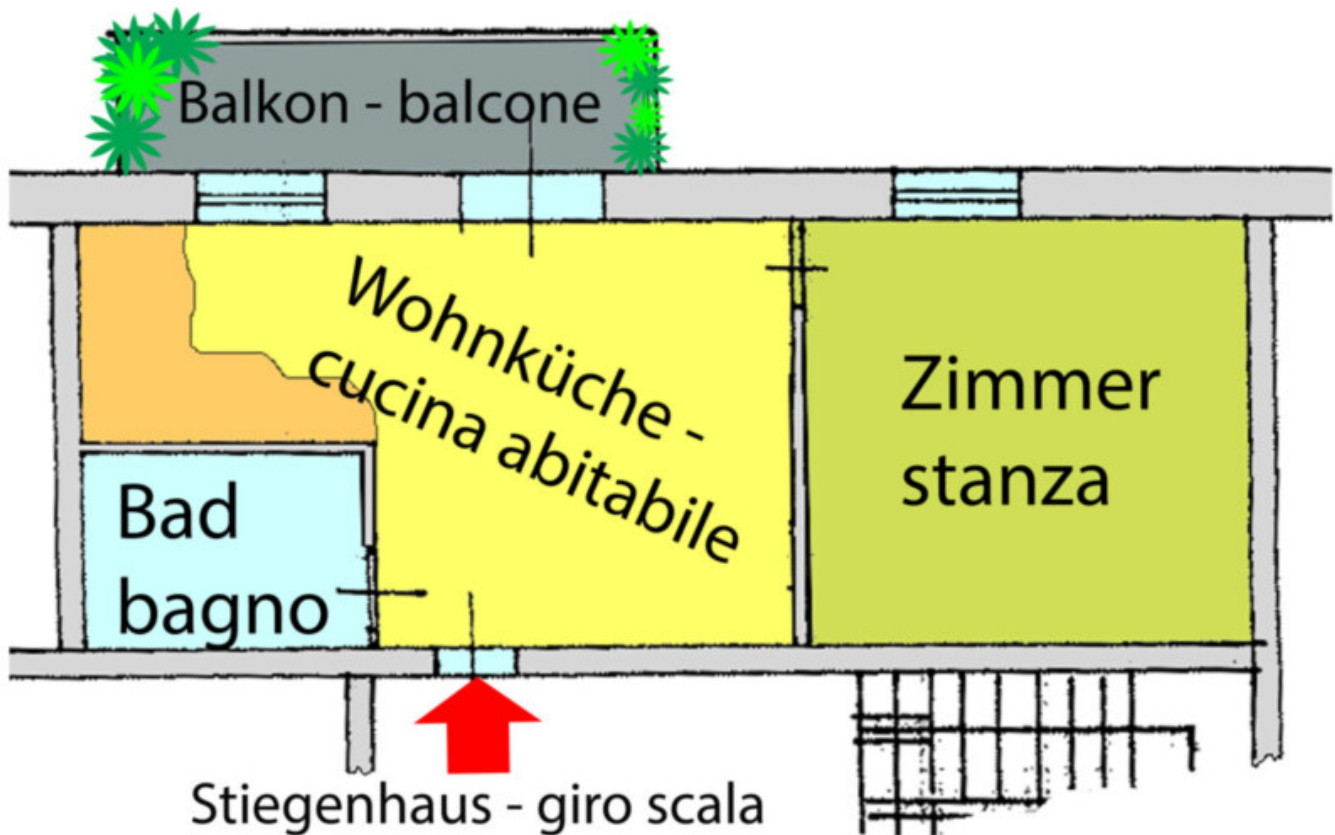 Balkon - balcone
Wohnküche -
cucina abitabile
Zimmer
stanza
Bad
bagno
Stiegenhaus - giro scala